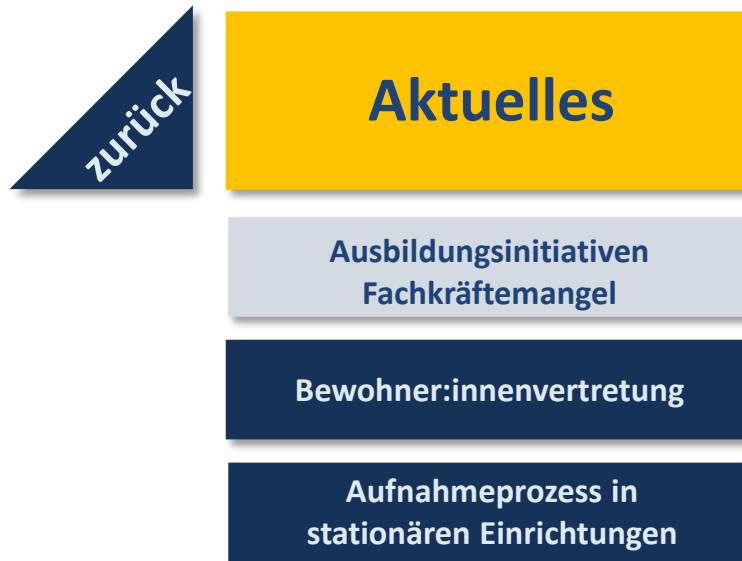 zurück
Aktuelles
Ausbildungsinitiativen
Fachkräftemangel
Bewohner:innenvertretung
Aufnahmeprozess in
stationären Einrichtungen